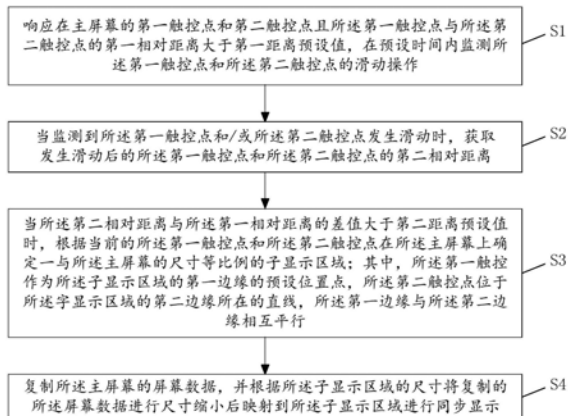 响应在主屏幕的第一触控点和第二触控点且所述第一触控点与所述第
二触控点的第一相对距离大于第一距离预设值，在预设时间内监测所
述第一触控点和所述第二触控点的滑动操作
S1
当监测到所述第一触控点和/或所述第二触控点发生滑动时，获取
发生滑动后的所述第一触控点和所述第二触控点的第二相对距离
S2
当所述第二相对距离与所述第一相对距离的差值大于第二距离预设值
时，根据当前的所述第一触控点和所述第二触控点在所述主屏幕上确
定一与所述主屏幕的尺寸等比例的子显示区域；其中，所述第一触控
作为所述子显示区域的第一边缘的预设位置点，所述第二触控点位于
所述字显示区域的第二边缘所在的直线，所述第一边缘与所述第二边
缘相互平行
S3
复制所述主屏幕的屏幕数据，并根据所述子显示区域的尺寸将复制的
所述屏幕数据进行尺寸缩小后映射到所述子显示区域进行同步显示
S4